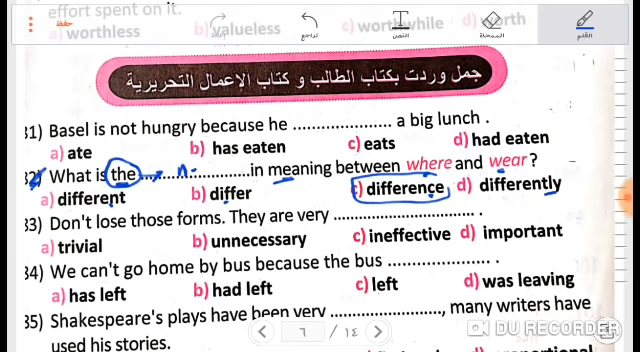 effort spent on it.
a) worthless b) valueless c) worthwhile d) worth
تراجع النص الممحاة القلم
جمل وردت بكتاب الطالب و كتاب الاعمال التحريرية
31) Basel is not hungry because he .................... a big lunch .
a) ate b) has eaten c) eats d) had eaten
32) What is the .... n. ............in meaning between where and wear?
a) different b) differ c) difference d) differently
33) Don't lose those forms. They are very ............................ .
a) trivial b) unnecessary c) ineffective d) important
34) We can't go home by bus because the bus .................... .
a) has left b) had left c) left d) was leaving
35) Shakespeare's plays have been very ......................, many writers have
used his stories.
٦ / ١٤
DU RECORDER